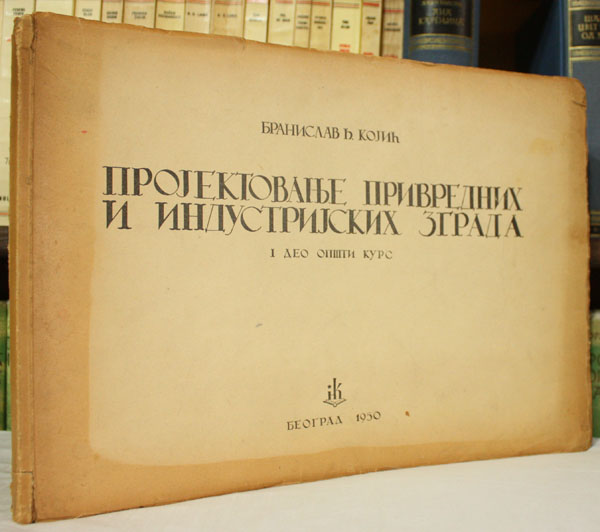 БРАНИСЛАВ Ђ. КОЈИЋ
ПРОЈЕКТОВАЊЕ ПРИВРЕДНИХ
И ИНДУСТРИЈСКИХ ЗГРАДА
I ДЕО ОПШТИ КУРС
БЕОГРАД 1950